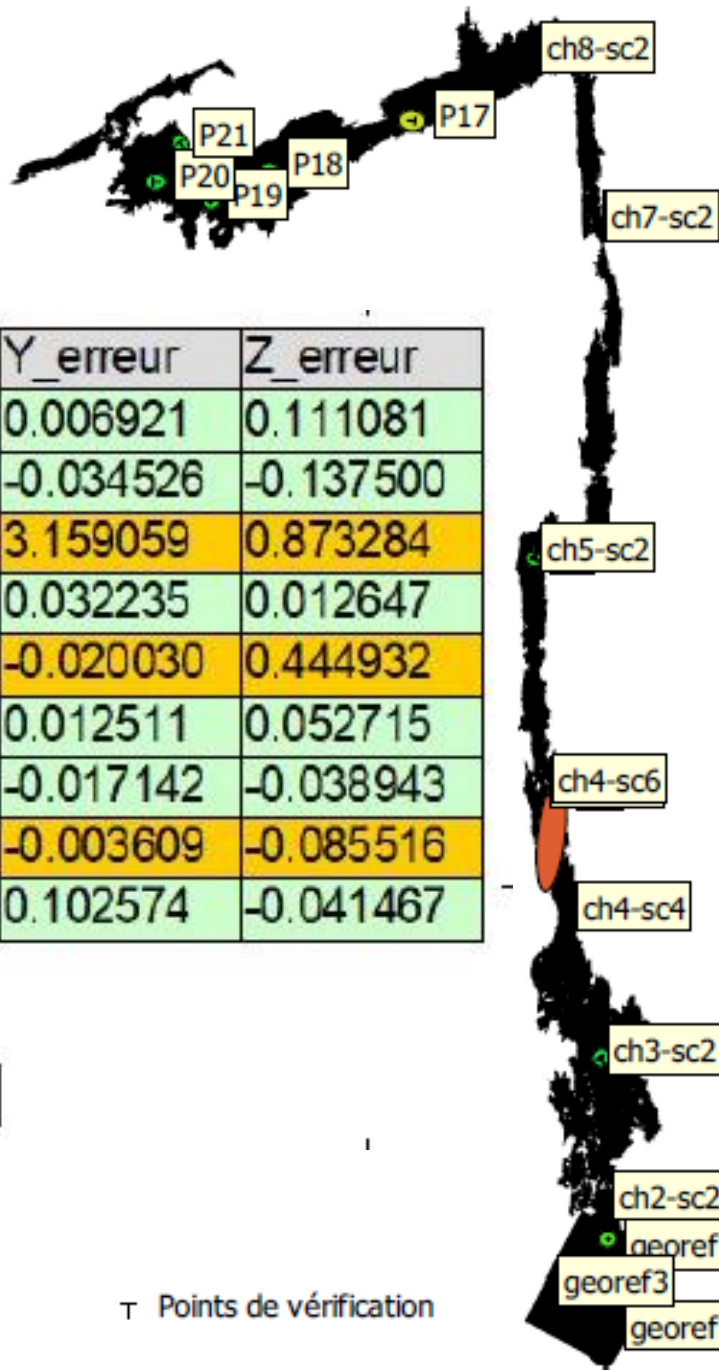 ch8-sc2
P17
P21
P18
P20
P19
ch7-sc2
Y_erreur Z_erreur
0.006921 0.111081
-0.034526 -0.137500
3.159059 0.873284
0.032235 0.012647
-0.020030 0.444932
0.012511 0.052715
-0.017142 -0.038943
-0.003609 -0.085516
0.102574 -0.041467
ch5-sc2
ch4-sc6
ch4-sc4
ch3-sc2
ch2-sc2
georef
georef3
georef
Points de vérification